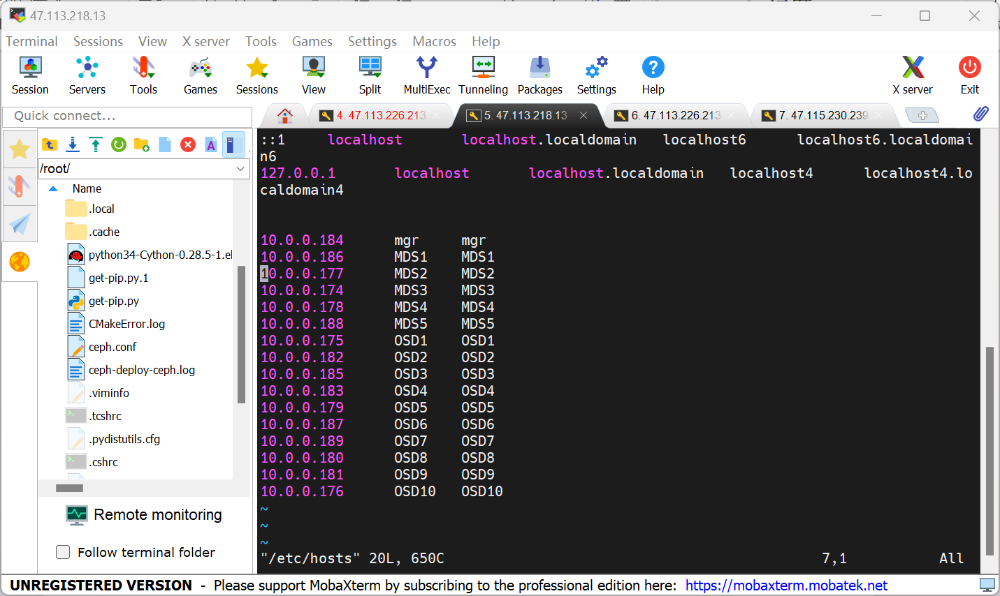 47.113.218.13
Terminal Sessions View X server Tools Games Settings Macros Help
Session Servers Tools Games Sessions View Split MultiExec Tunneling Packages Settings Help X server Exit
Quick connect...
4. 47.113.226.213
5. 47.113.218.13
6. 47.113.226.213
7. 47.115.230.239
/root/
Name
.local
.cache
python34-Cython-0.28.5-1.el
get-pip.py.1
get-pip.py
CMakeError.log
ceph.conf
ceph-deploy-ceph.log
.viminfo
.tcshrc
.pydistutils.cfg
.cshrc
Remote monitoring
Follow terminal folder
::1 localhost localhost.localdomain localhost6 localhost6.localdomai
n6
127.0.0.1 localhost localhost.localdomain localhost4 localhost4.lo
caldomain4
10.0.0.184 mgr mgr
10.0.0.186 MDS1 MDS1
10.0.0.177 MDS2 MDS2
10.0.0.174 MDS3 MDS3
10.0.0.178 MDS4 MDS4
10.0.0.188 MDS5 MDS5
10.0.0.175 OSD1 OSD1
10.0.0.182 OSD2 OSD2
10.0.0.185 OSD3 OSD3
10.0.0.183 OSD4 OSD4
10.0.0.179 OSD5 OSD5
10.0.0.187 OSD6 OSD6
10.0.0.189 OSD7 OSD7
10.0.0.180 OSD8 OSD8
10.0.0.181 OSD9 OSD9
10.0.0.176 OSD10 OSD10
~
~
~
"/etc/hosts" 20L, 650C 7,1 All
UNREGISTERED VERSION - Please support MobaXterm by subscribing to the professional edition here: https://mobaxterm.mobatek.net